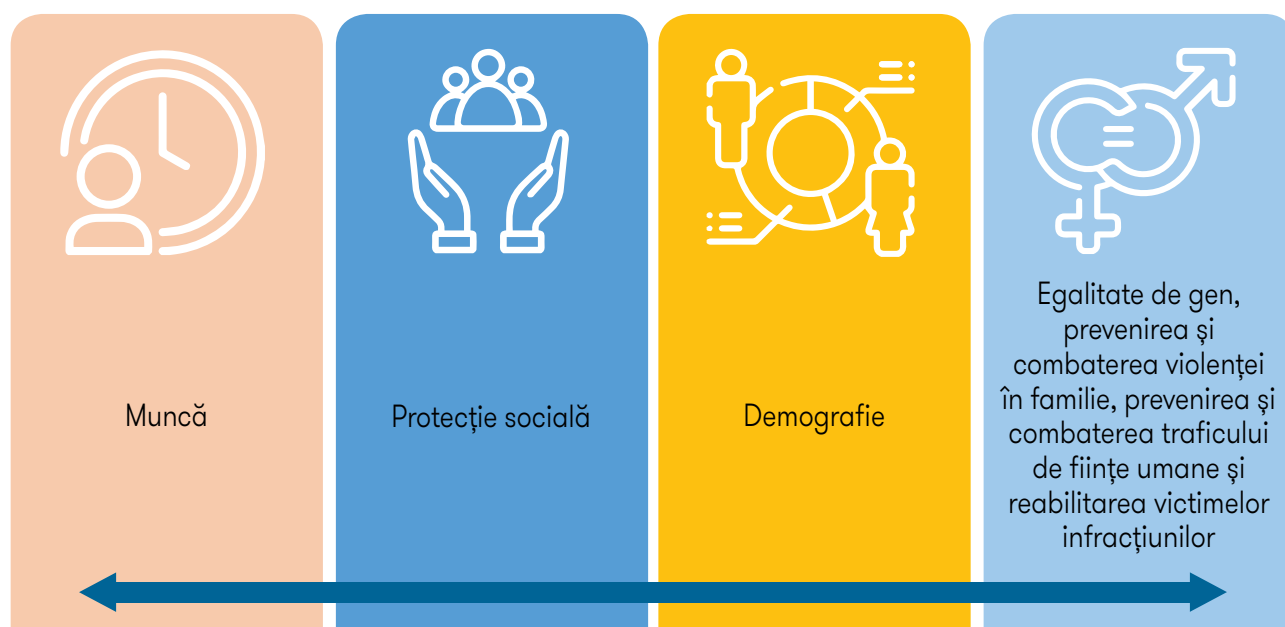 Muncă
Protecție socială
Demografie
Egalitate de gen,
prevenirea și
combaterea violenței
în familie, prevenirea și
combaterea traficului
de ființe umane și
reabilitarea victimelor
infracțiunilor